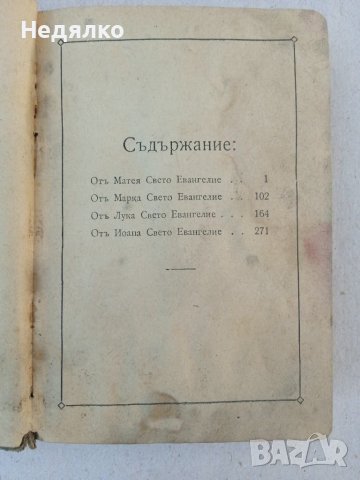 Недялко
Съдържание:
Отъ Матея Свето Евангелие . . 1
Отъ Марка Свето Евангелие . . 102
Отъ Лука Свето Евангелие . . . 164
Отъ Иоана Свето Евангелие . . 271
BAZAR